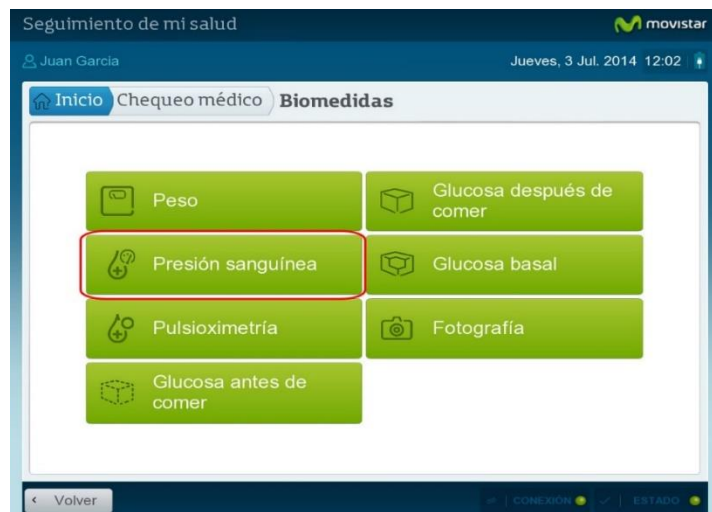 Seguimiento de mi salud
movistar
Juan Garcia
Jueves, 3 Jul. 2014 12:02
Inicio Chequeo médico Biomedidas
Peso
Glucosa después de
comer
Presión sanguínea
Glucosa basal
Pulsioximetría
Fotografía
Glucosa antes de
comer
Volver
CONEXIÓN
ESTADO